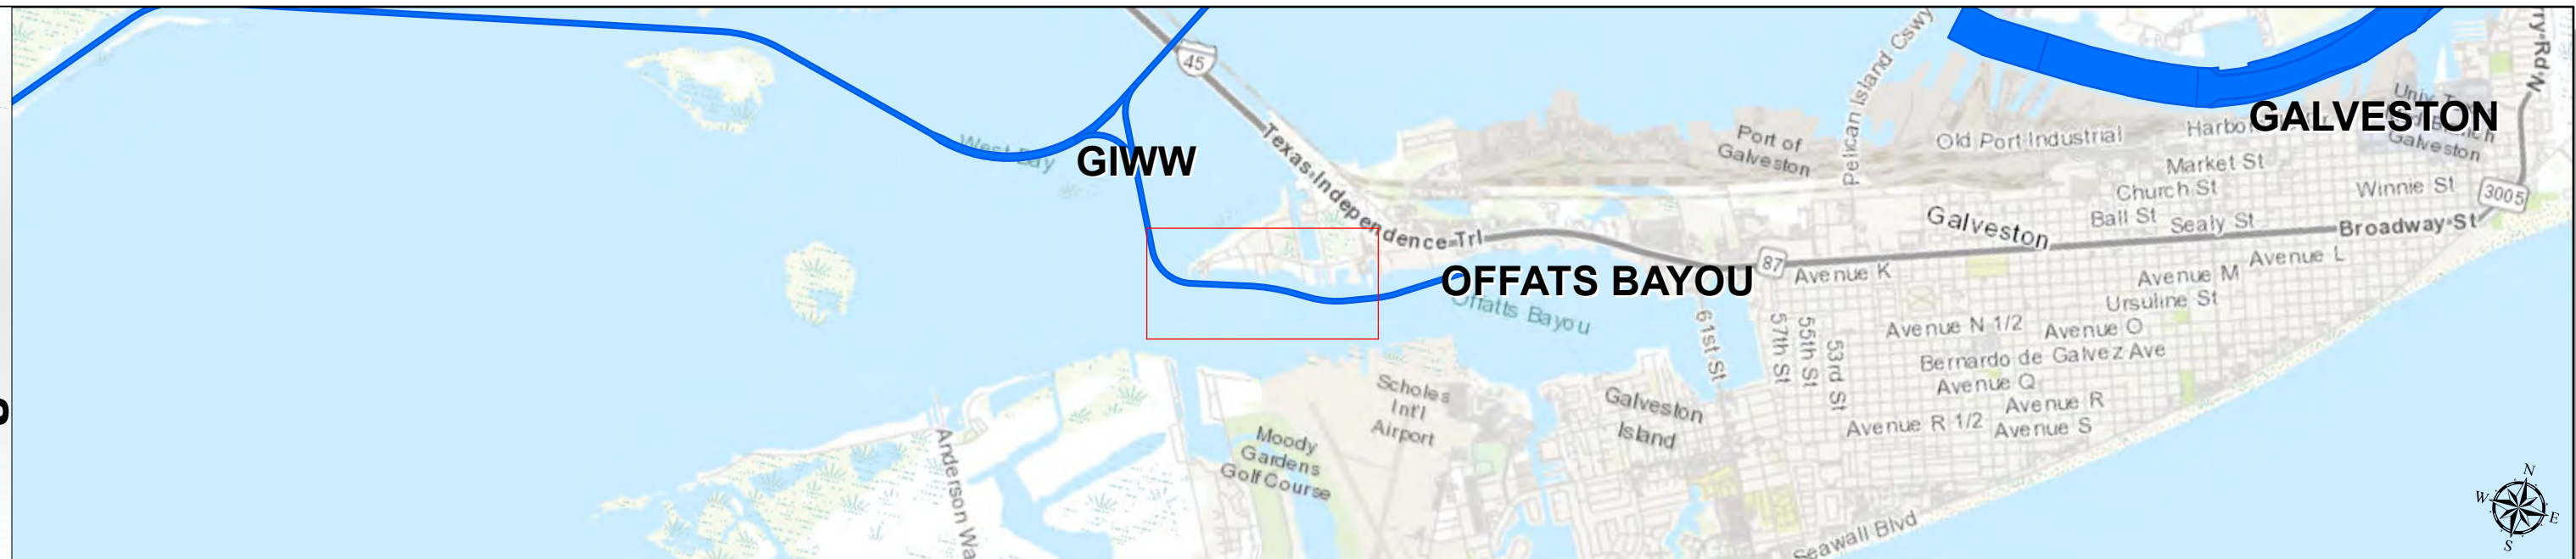 45
Pelican Island Cswy
GALVESTON
West Bay
GIWW
Texas Independence Trl
Port of
Galveston
Old Port Industrial
Market St
Church St
Winnie St
Ball St
Sealy St
Galveston
Galveston
Broadway St
3005
OFFATS BAYOU
Offatts Bayou
87
Avenue K
Avenue L
Avenue M
Ursuline St
Avenue N 1/2
Avenue O
61st St
57th St
55th St
53rd St
Bernardo de Galvez Ave
Avenue Q
Avenue R
Avenue R 1/2
Avenue S
Scholes
Int'l
Airport
Galveston
Island
Moody
Gardens
Golf Course
Seawall Blvd
N
W
E
S